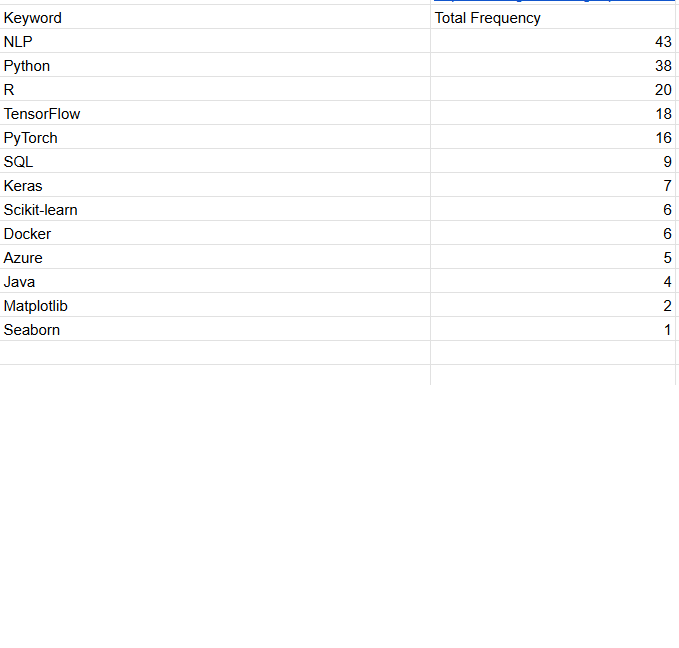 Keyword Total Frequency
NLP 43
Python 38
R 20
TensorFlow 18
PyTorch 16
SQL 9
Keras 7
Scikit-learn 6
Docker 6
Azure 5
Java 4
Matplotlib 2
Seaborn 1